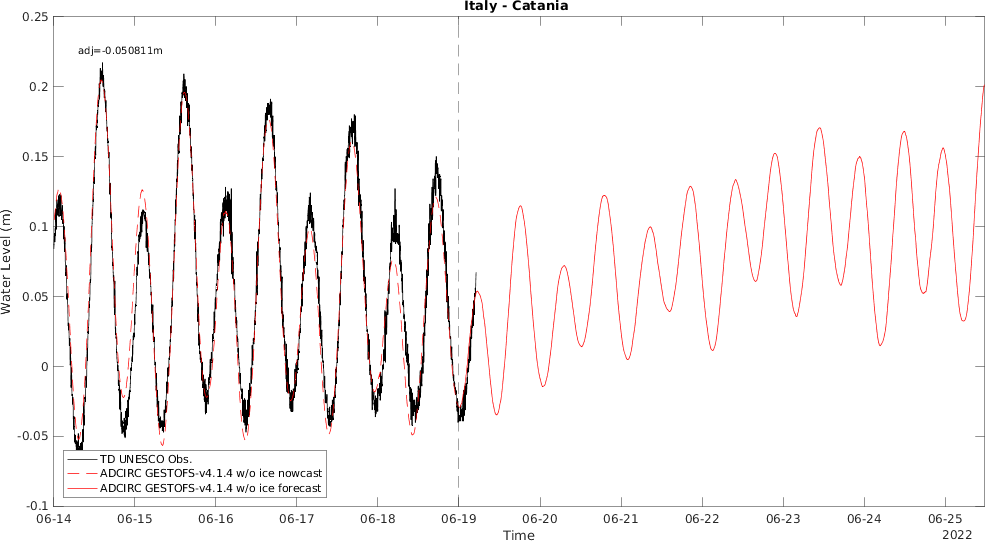 Italy - Catania
0.25
adj=-0.050811m
0.2
0.15
0.1
0.05
0
-0.05
-0.1
Water Level (m)
TD UNESCO Obs.
ADCIRC GESTOFS-v4.1.4 w/o ice nowcast
ADCIRC GESTOFS-v4.1.4 w/o ice forecast
06-14 06-15 06-16 06-17 06-18 06-19 06-20 06-21 06-22 06-23 06-24 06-25
Time
2022